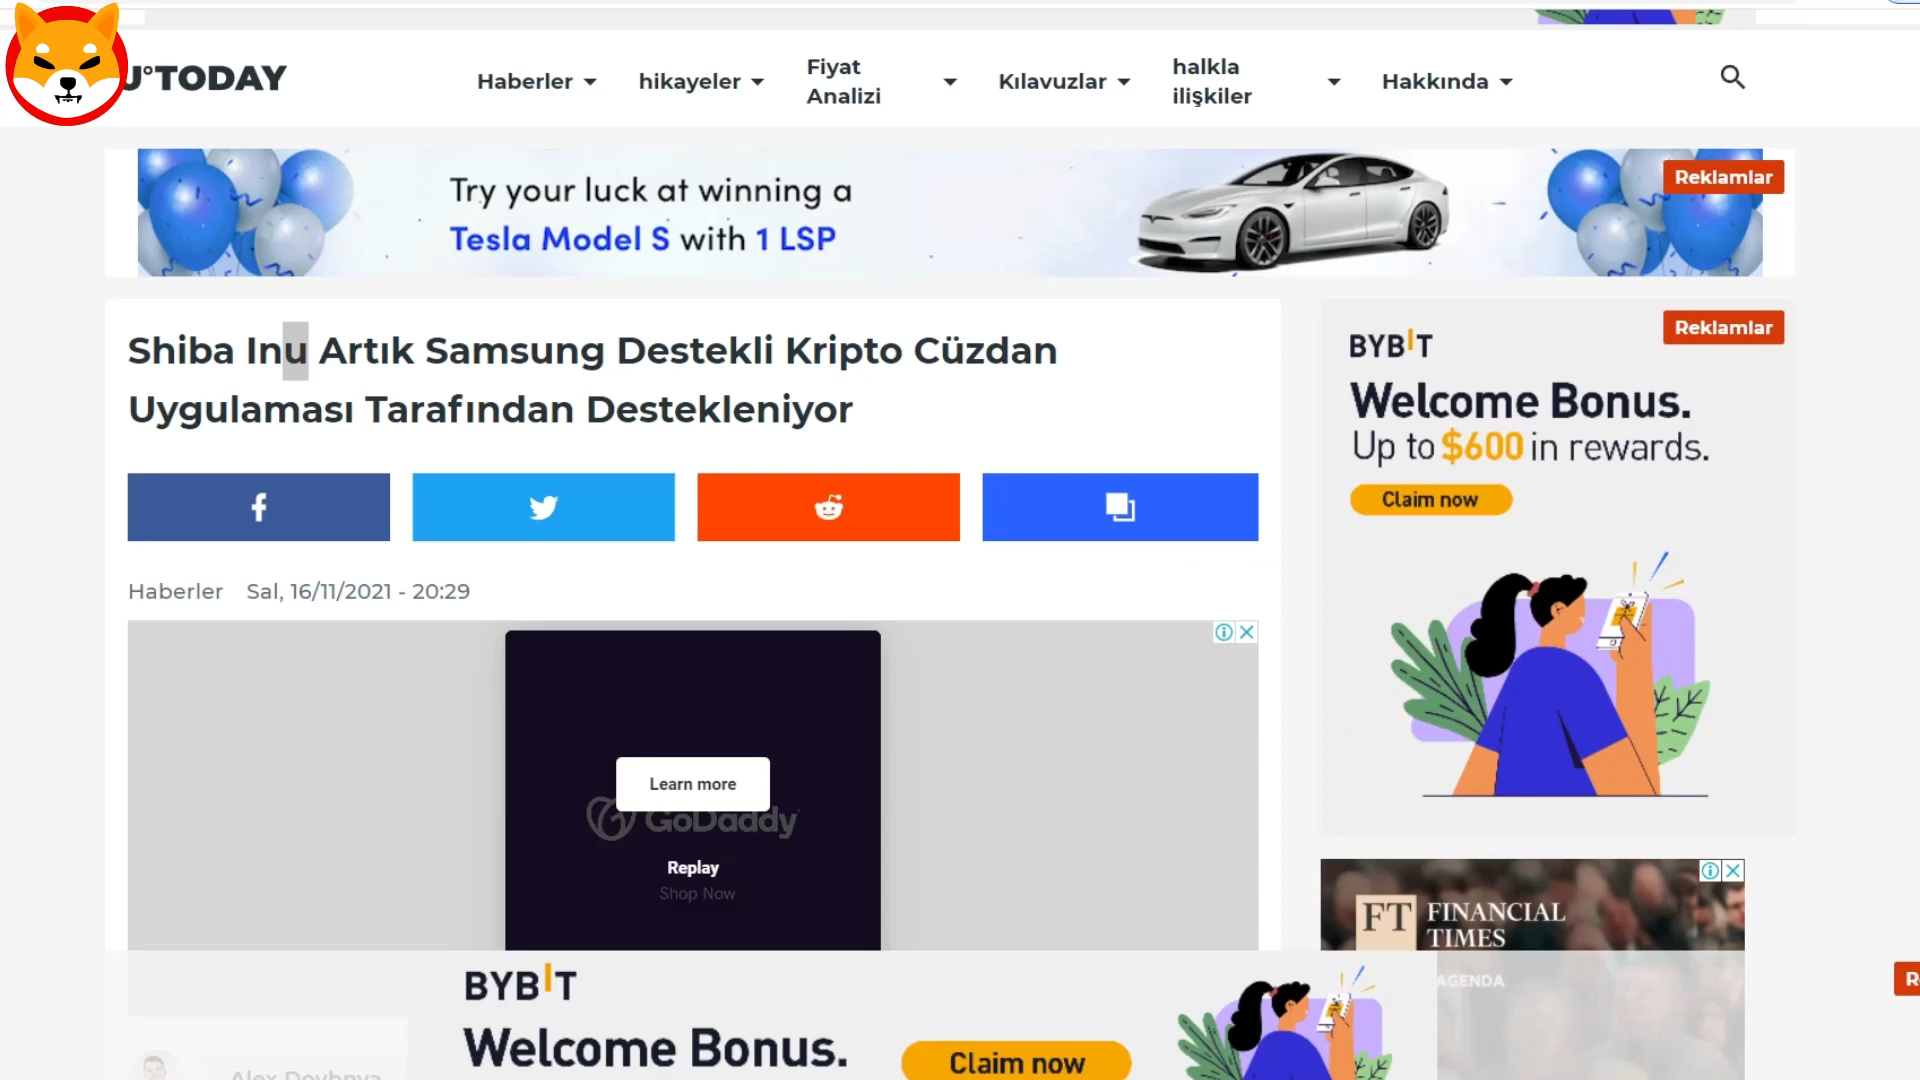 U°TODAY
Haberler
hikayeler
Fiyat
Analizi
Kılavuzlar
halkla
ilişkiler
Hakkında
Try your luck at winning a
Tesla Model S with 1 LSP
Reklamlar
Shiba Inu Artık Samsung Destekli Kripto Cüzdan
Uygulaması Tarafından Destekleniyor
Haberler Sal, 16/11/2021 - 20:29
Learn more
GoDaddy
Replay
Shop Now
Reklamlar
BYBIT
Welcome Bonus.
Up to $600 in rewards.
Claim now
FT
FINANCIAL
TIMES
AGENDA
BYBIT
Welcome Bonus.
Claim now